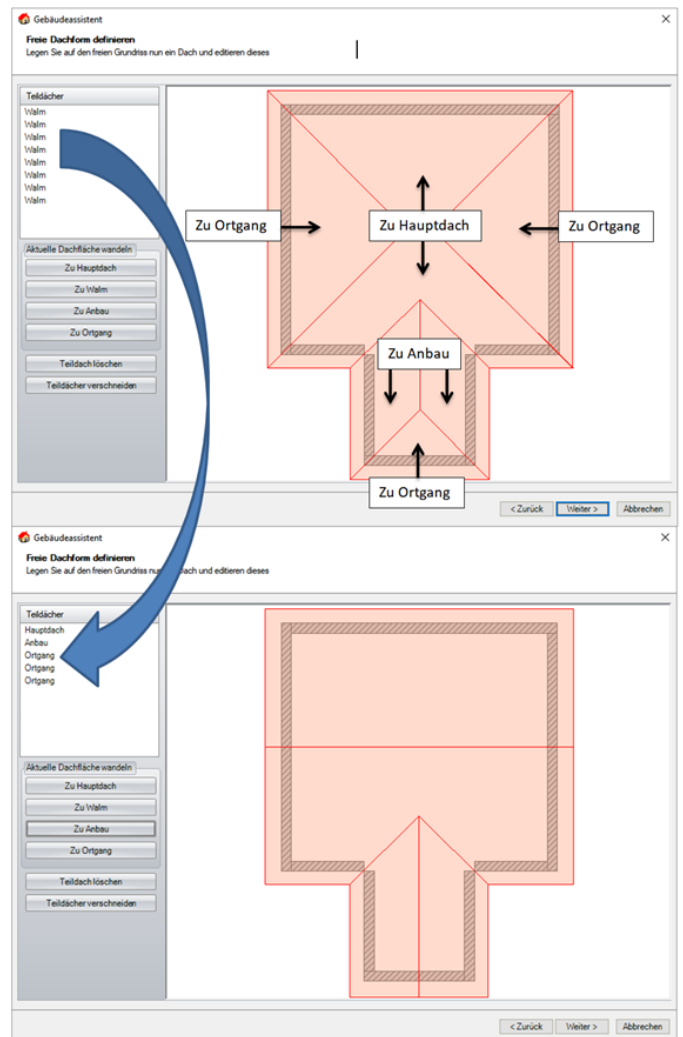 Gebäudeassistent
Freie Dachform definieren
Legen Sie auf den freien Grundriss nun ein Dach und editieren dieses
Teildächer
Walm
Walm
Walm
Walm
Walm
Walm
Walm
Walm
Aktuelle Dachfläche wandeln
Zu Hauptdach
Zu Walm
Zu Anbau
Zu Ortgang
Teildach löschen
Teildächer verschneiden
Zu Ortgang
Zu Hauptdach
Zu Ortgang
Zu Anbau
Zu Ortgang
< Zurück Weiter > Abbrechen
Gebäudeassistent
Freie Dachform definieren
Legen Sie auf den freien Grundriss nun Dach und editieren dieses
Teildächer
Hauptdach
Anbau
Ortgang
Ortgang
Ortgang
Aktuelle Dachfläche wandeln
Zu Hauptdach
Zu Walm
Zu Anbau
Zu Ortgang
Teildach löschen
Teildächer verschneiden
< Zurück Weiter > Abbrechen